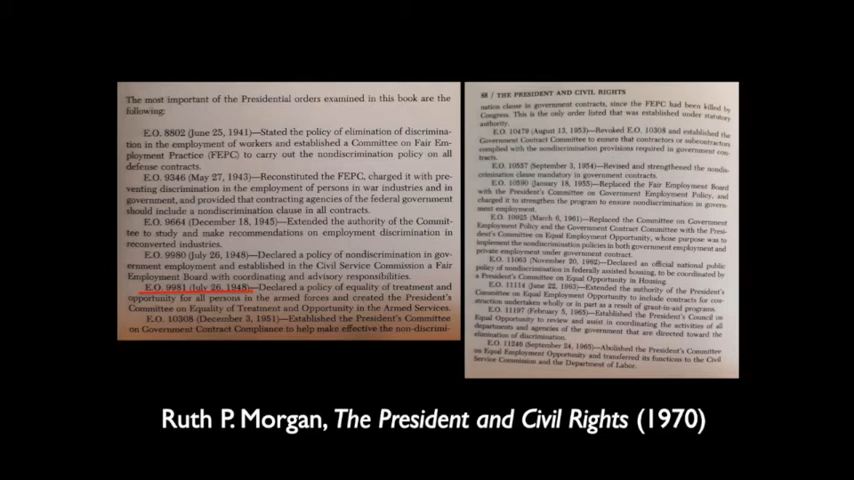 The most important of the Presidential orders examined in this book are the
following:
E.O. 8802 (June 25, 1941)—Stated the policy of elimination of discrimina-
tion in the employment of workers and established a Committee on Fair Em-
ployment Practice (FEPC) to carry out the nondiscrimination policy on all
defense contracts.
E.O. 9346 (May 27, 1943)—Reconstituted the FEPC, charged it with pre-
venting discrimination in the employment of persons in war industries and in
government, and provided that contracting agencies of the federal government
should include a nondiscrimination clause in all contracts.
E.O. 9664 (December 18, 1945)—Extended the authority of the Commit-
tee to study and make recommendations on employment discrimination in
reconverted industries.
E.O. 9980 (July 26, 1948)—Declared a policy of nondiscrimination in gov-
ernment employment and established in the Civil Service Commission a Fair
Employment Board with coordinating and advisory responsibilities.
E.O. 9981 (July 26, 1948)—Declared a policy of equality of treatment and
opportunity for all persons in the armed forces and created the President's
Committee on Equality of Treatment and Opportunity in the Armed Services.
E.O. 10308 (December 3, 1951)—Established the President's Committee
on Government Contract Compliance to help make effective the non-discrimi-
88 / THE PRESIDENT AND CIVIL RIGHTS
nation clause in government contracts, since the FEPC had been killed by
Congress. This is the only order listed that was established under statutory
authority.
E.O. 10479 (August 13, 1953)—Revoked E.O. 10308 and established the
Government Contract Committee to ensure that contractors or subcontractors
complied with the nondiscrimination provisions required in government con-
tracts.
E.O. 10557 (September 3, 1954)—Revised and strengthened the nondis-
crimination clause mandatory in government contracts.
E.O. 10590 (January 18, 1955)—Replaced the Fair Employment Board
with the President's Committee on Government Employment Policy, and
charged it to strengthen the program to ensure nondiscrimination in govern-
ment employment.
E.O. 10925 (March 6, 1961)—Replaced the Committee on Government
Employment Policy and the Government Contract Committee with the Presi-
dent's Committee on Equal Employment Opportunity, whose purpose was to
implement the nondiscrimination policies in both government employment and
private employment under government contract.
E.O. 11063 (November 20, 1962)—Declared an official national public
policy of nondiscrimination in federally assisted housing, to be coordinated by
a President's Committee on Equal Opportunity in Housing.
E.O. 11114 (June 22, 1963)—Extended the authority of the President's
Committee on Equal Employment Opportunity to include contracts for con-
struction undertaken wholly or in part as a result of grant-in-aid programs.
E.O. 11197 (February 5, 1965)—Established the President's Council on
Equal Opportunity to review and assist in coordinating the activities of all
departments and agencies of the government that are directed toward the
elimination of discrimination.
E.O. 11246 (September 24, 1965)—Abolished the President's Committee
on Equal Employment Opportunity and transferred its functions to the Civil
Service Commission and the Department of Labor.
Ruth P. Morgan, The President and Civil Rights (1970)